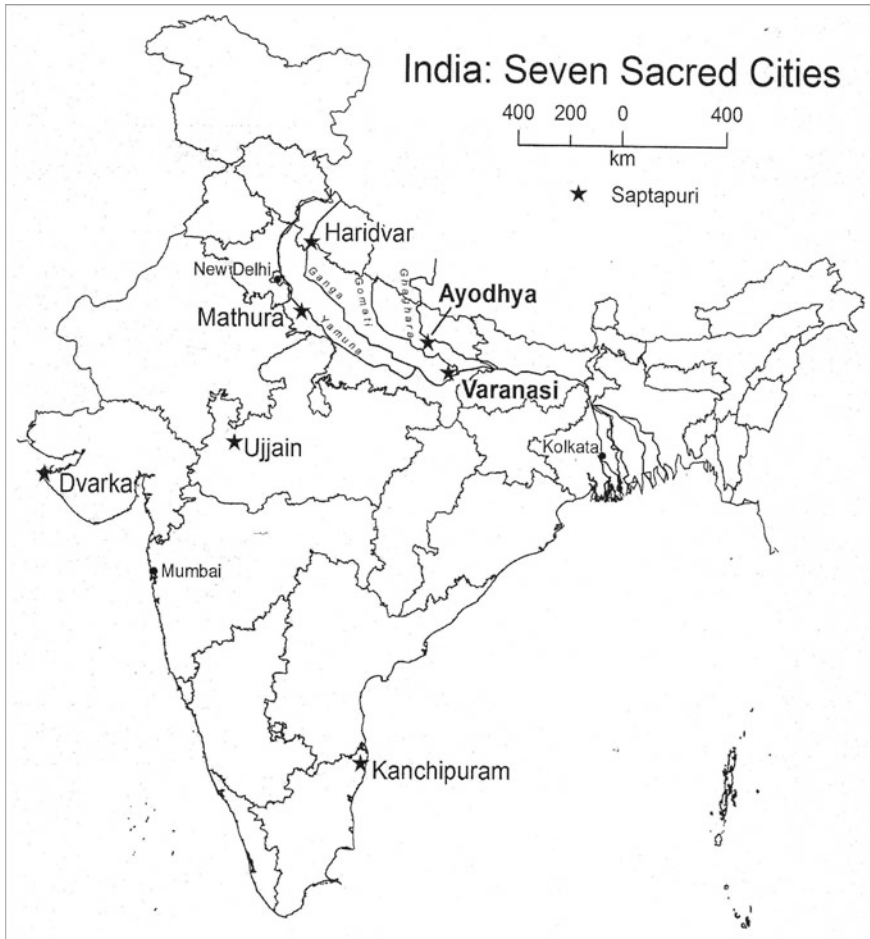 India: Seven Sacred Cities
400 200 0 400
km
★ Saptapuri
Haridvar
New Delhi
Ganga
Gomati
Ghaghara
Ayodhya
Mathura
Yamuna
Varanasi
Ujjain
Kolkata
Dvarka
Mumbai
Kanchipuram